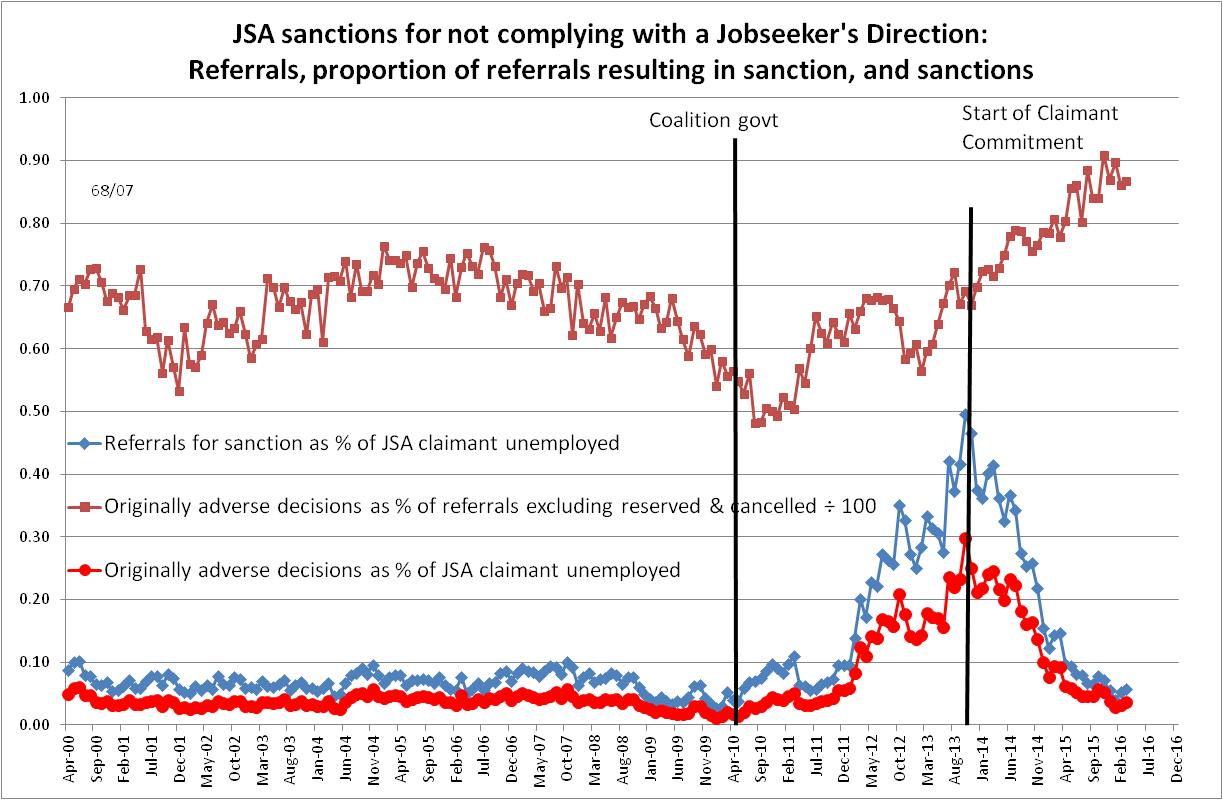 JSA sanctions for not complying with a Jobseeker's Direction:
Referrals, proportion of referrals resulting in sanction, and sanctions
1.00
Coalition govt
Start of Claimant
Commitment
0.90
68/07
0.80
0.70
0.60
0.50
Referrals for sanction as % of JSA claimant unemployed
0.40
Originally adverse decisions as % of referrals excluding reserved & cancelled ÷ 100
0.30
Originally adverse decisions as % of JSA claimant unemployed
0.20
0.10
0.00
Apr-00
Sep-00
Feb-01
Jul-01
Dec-01
May-02
Oct-02
Mar-03
Aug-03
Jan-04
Jun-04
Nov-04
Apr-05
Sep-05
Feb-06
Jul-06
Dec-06
May-07
Oct-07
Mar-08
Aug-08
Jan-09
Jun-09
Nov-09
Apr-10
Sep-10
Feb-11
Jul-11
Dec-11
May-12
Oct-12
Mar-13
Aug-13
Jan-14
Jun-14
Nov-14
Apr-15
Sep-15
Feb-16
Jul-16
Dec-16